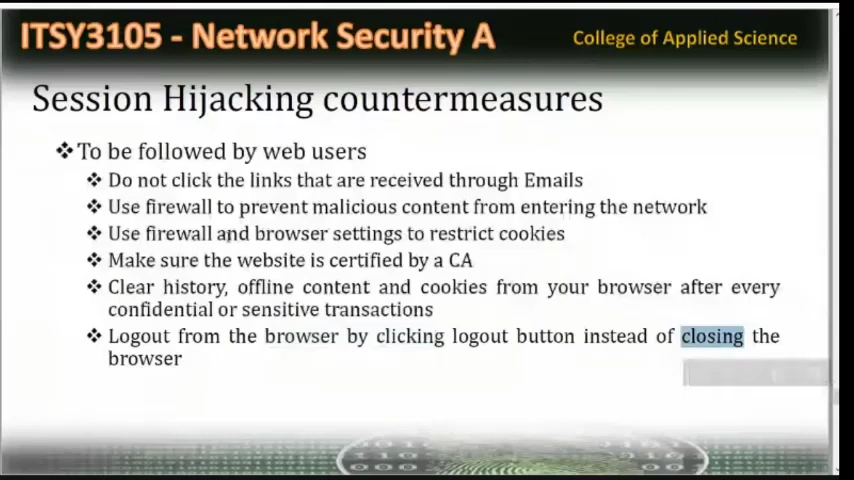 ITSY3105 - Network Security A
College of Applied Science
Session Hijacking countermeasures
❖To be followed by web users
❖ Do not click the links that are received through Emails
❖ Use firewall to prevent malicious content from entering the network
❖ Use firewall and browser settings to restrict cookies
❖ Make sure the website is certified by a CA
❖ Clear history, offline content and cookies from your browser after every
confidential or sensitive transactions
❖ Logout from the browser by clicking logout button instead of closing the
browser